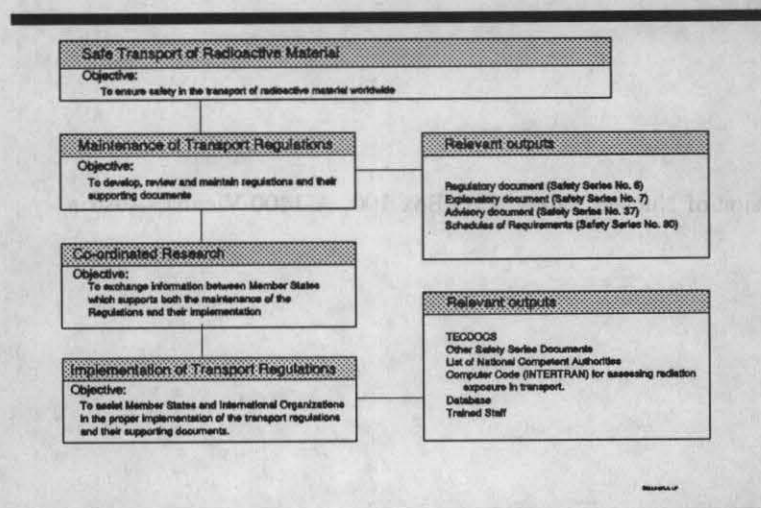 Safe Transport of Radioactive Material
Objective:
To ensure safety in the transport of radioactive material worldwide
Maintenance of Transport Regulations
Objective:
To develop, review and maintain regulations and their
supporting documents
Relevant outputs
Regulatory document (Safety Series No. 6)
Explanatory document (Safety Series No. 7)
Advisory document (Safety Series No. 37)
Schedules of Requirements (Safety Series No. 80)
Co-ordinated Research
Objective:
To exchange information between Member States
which supports both the maintenance of the
Regulations and their implementation
Relevant outputs
TECDOCS
Other Safety Series Documents
List of National Competent Authorities
Computer Code (INTERTRAN) for assessing radiation
exposure in transport.
Database
Trained Staff
Implementation of Transport Regulations
Objective:
To assist Member States and International Organizations
in the proper implementation of the transport regulations
and their supporting documents.